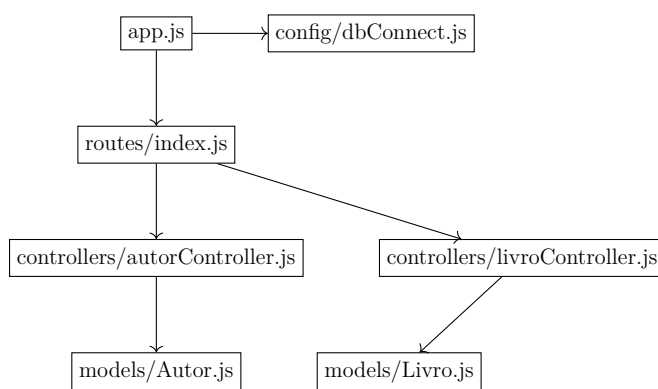 app.js
config/dbConnect.js
routes/index.js
controllers/autorController.js
controllers/livroController.js
models/Autor.js
models/Livro.js